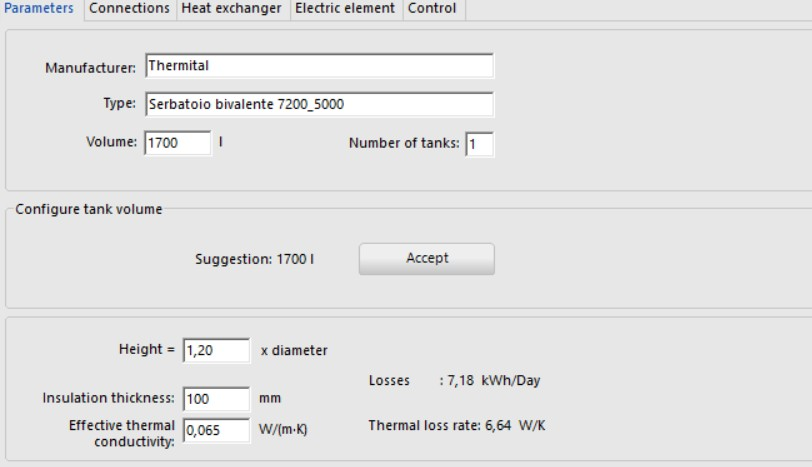 Parameters Connections Heat exchanger Electric element Control
Manufacturer: Thermital
Type: Serbatoio bivalente 7200_5000
Volume: 1700 l Number of tanks: 1
Configure tank volume
Suggestion: 1700 l Accept
Height = 1,20 x diameter
Losses : 7,18 kWh/Day
Insulation thickness: 100 mm
Effective thermal conductivity: 0,065 W/(m·K) Thermal loss rate: 6,64 W/K